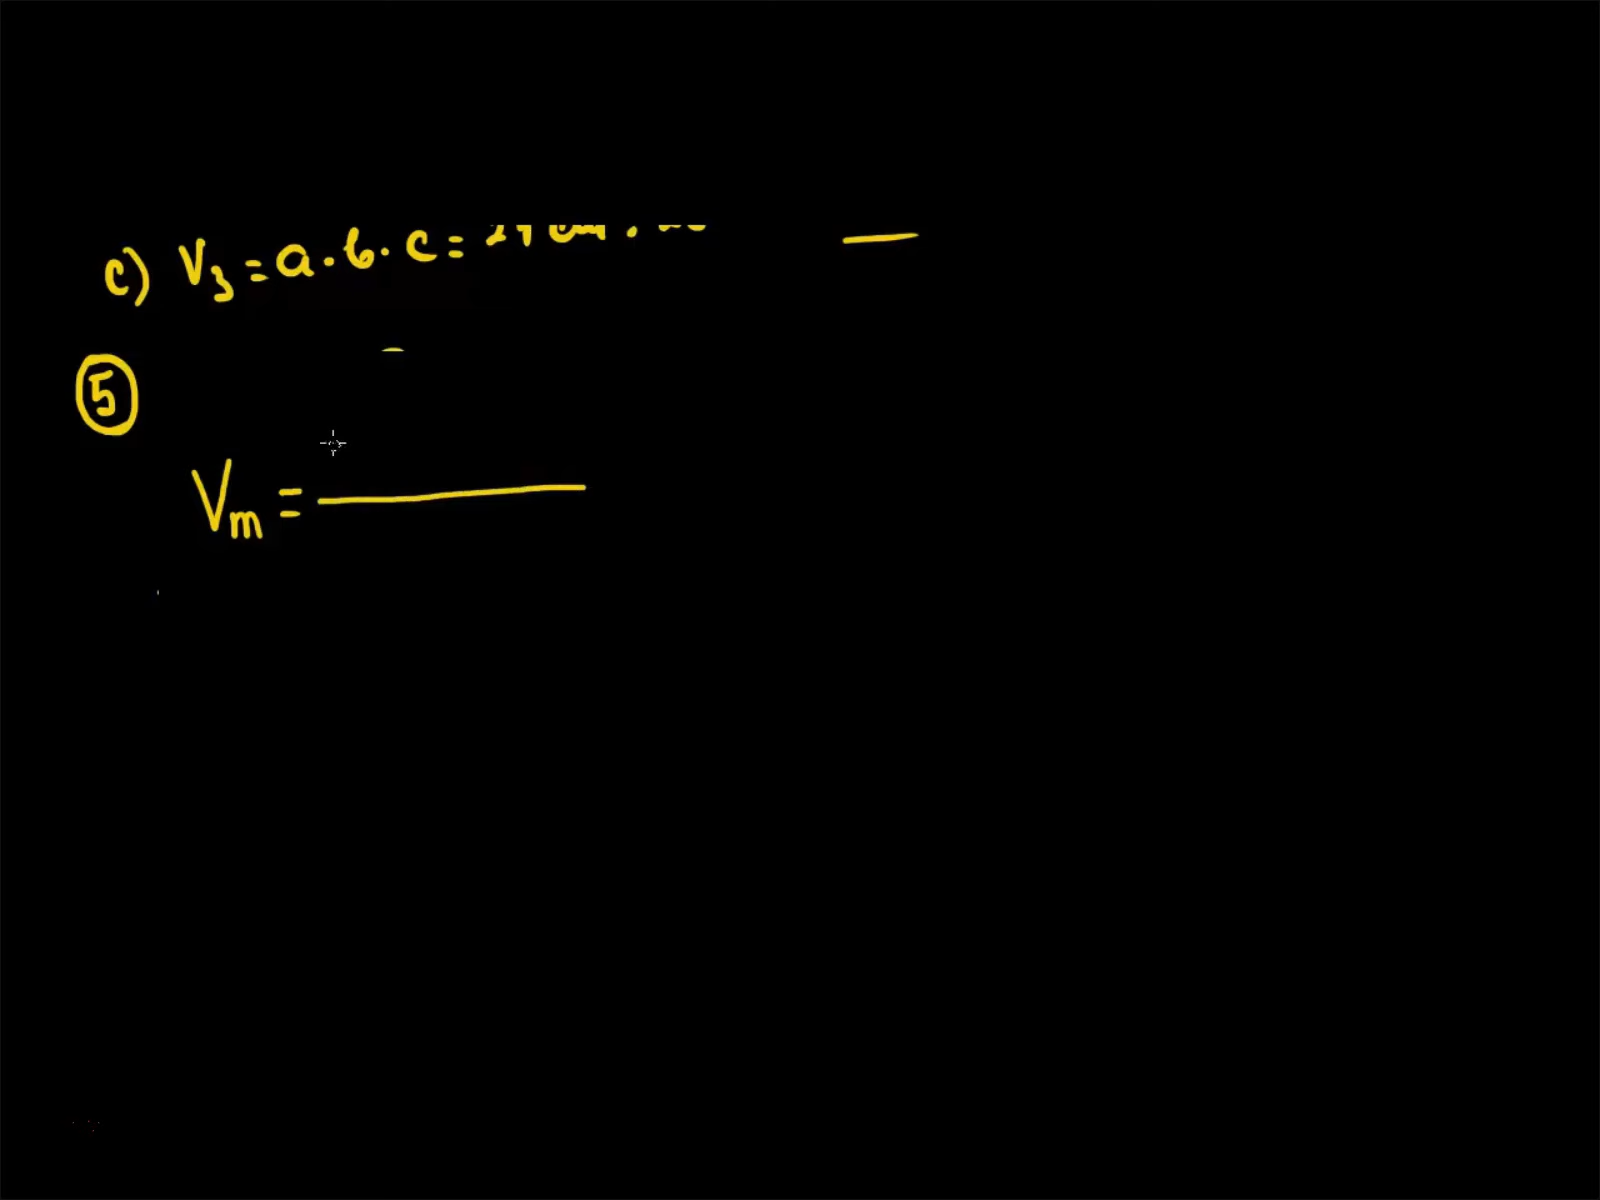 c) V₃ = a · b · c =
5
Vₘ =